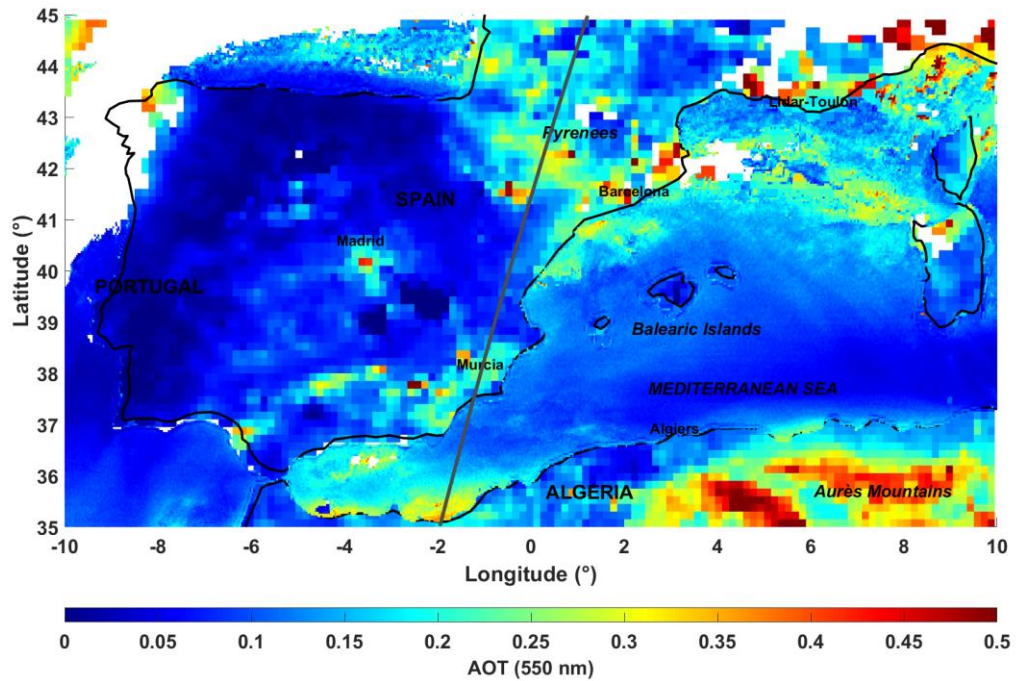 45
44
43
42
41
40
39
38
37
36
35
Latitude (°)
Lidar-Toulon
Pyrenees
Barcelona
SPAIN
Madrid
PORTUGAL
Balearic Islands
Murcia
MEDITERRANEAN SEA
Algiers
ALGERIA
Aurès Mountains
-10 -8 -6 -4 -2 0 2 4 6 8 10
Longitude (°)
0 0.05 0.1 0.15 0.2 0.25 0.3 0.35 0.4 0.45 0.5
AOT (550 nm)